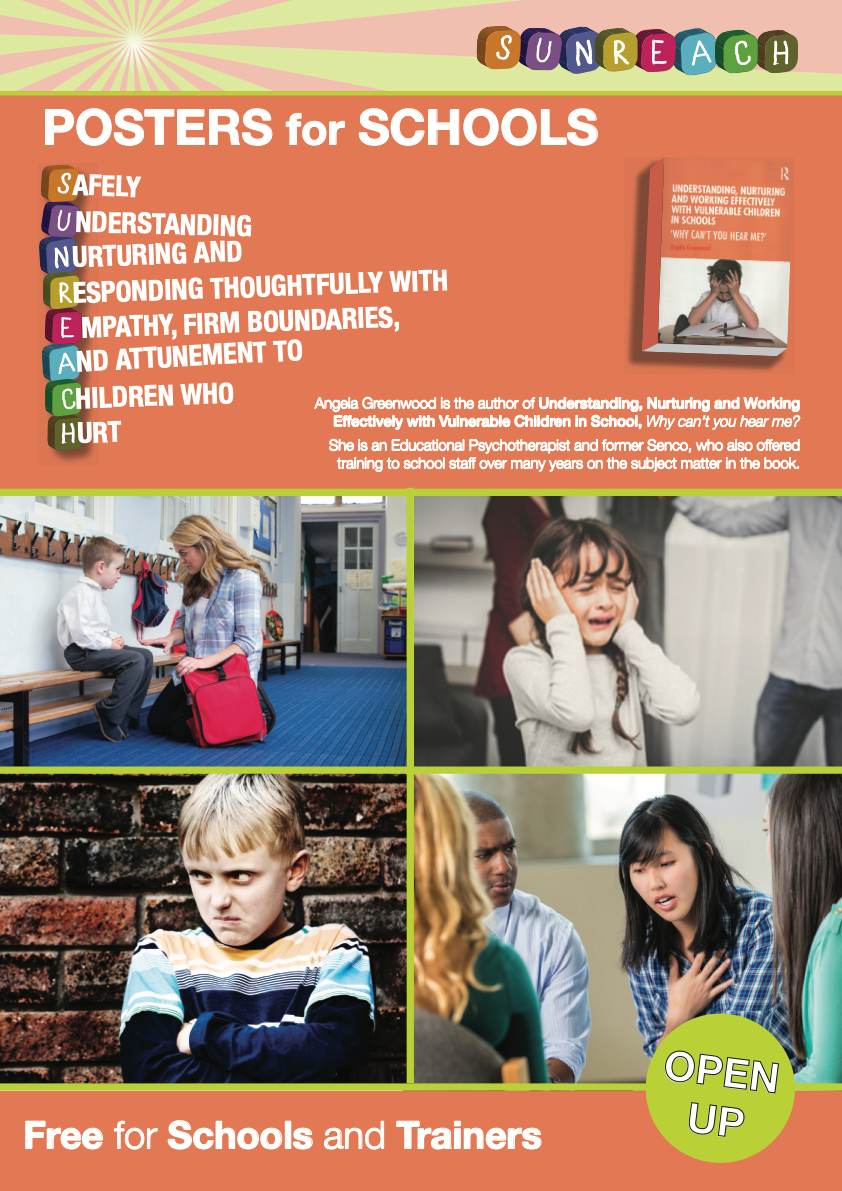 SUNREACH
POSTERS for SCHOOLS
SAFELY
UNDERSTANDING
NURTURING AND
RESPONDING THOUGHTFULLY WITH
EMPATHY, FIRM BOUNDARIES,
AND ATTUNEMENT TO
CHILDREN WHO
HURT
R
UNDERSTANDING, NURTURING
AND WORKING EFFECTIVELY
WITH VULNERABLE CHILDREN
IN SCHOOLS
'WHY CAN'T YOU HEAR ME?'
Angela Greenwood
Angela Greenwood is the author of Understanding, Nurturing and Working
Effectively with Vulnerable Children in School, Why can't you hear me?
She is an Educational Psychotherapist and former Senco, who also offered
training to school staff over many years on the subject matter in the book.
OPEN
UP
Free for Schools and Trainers